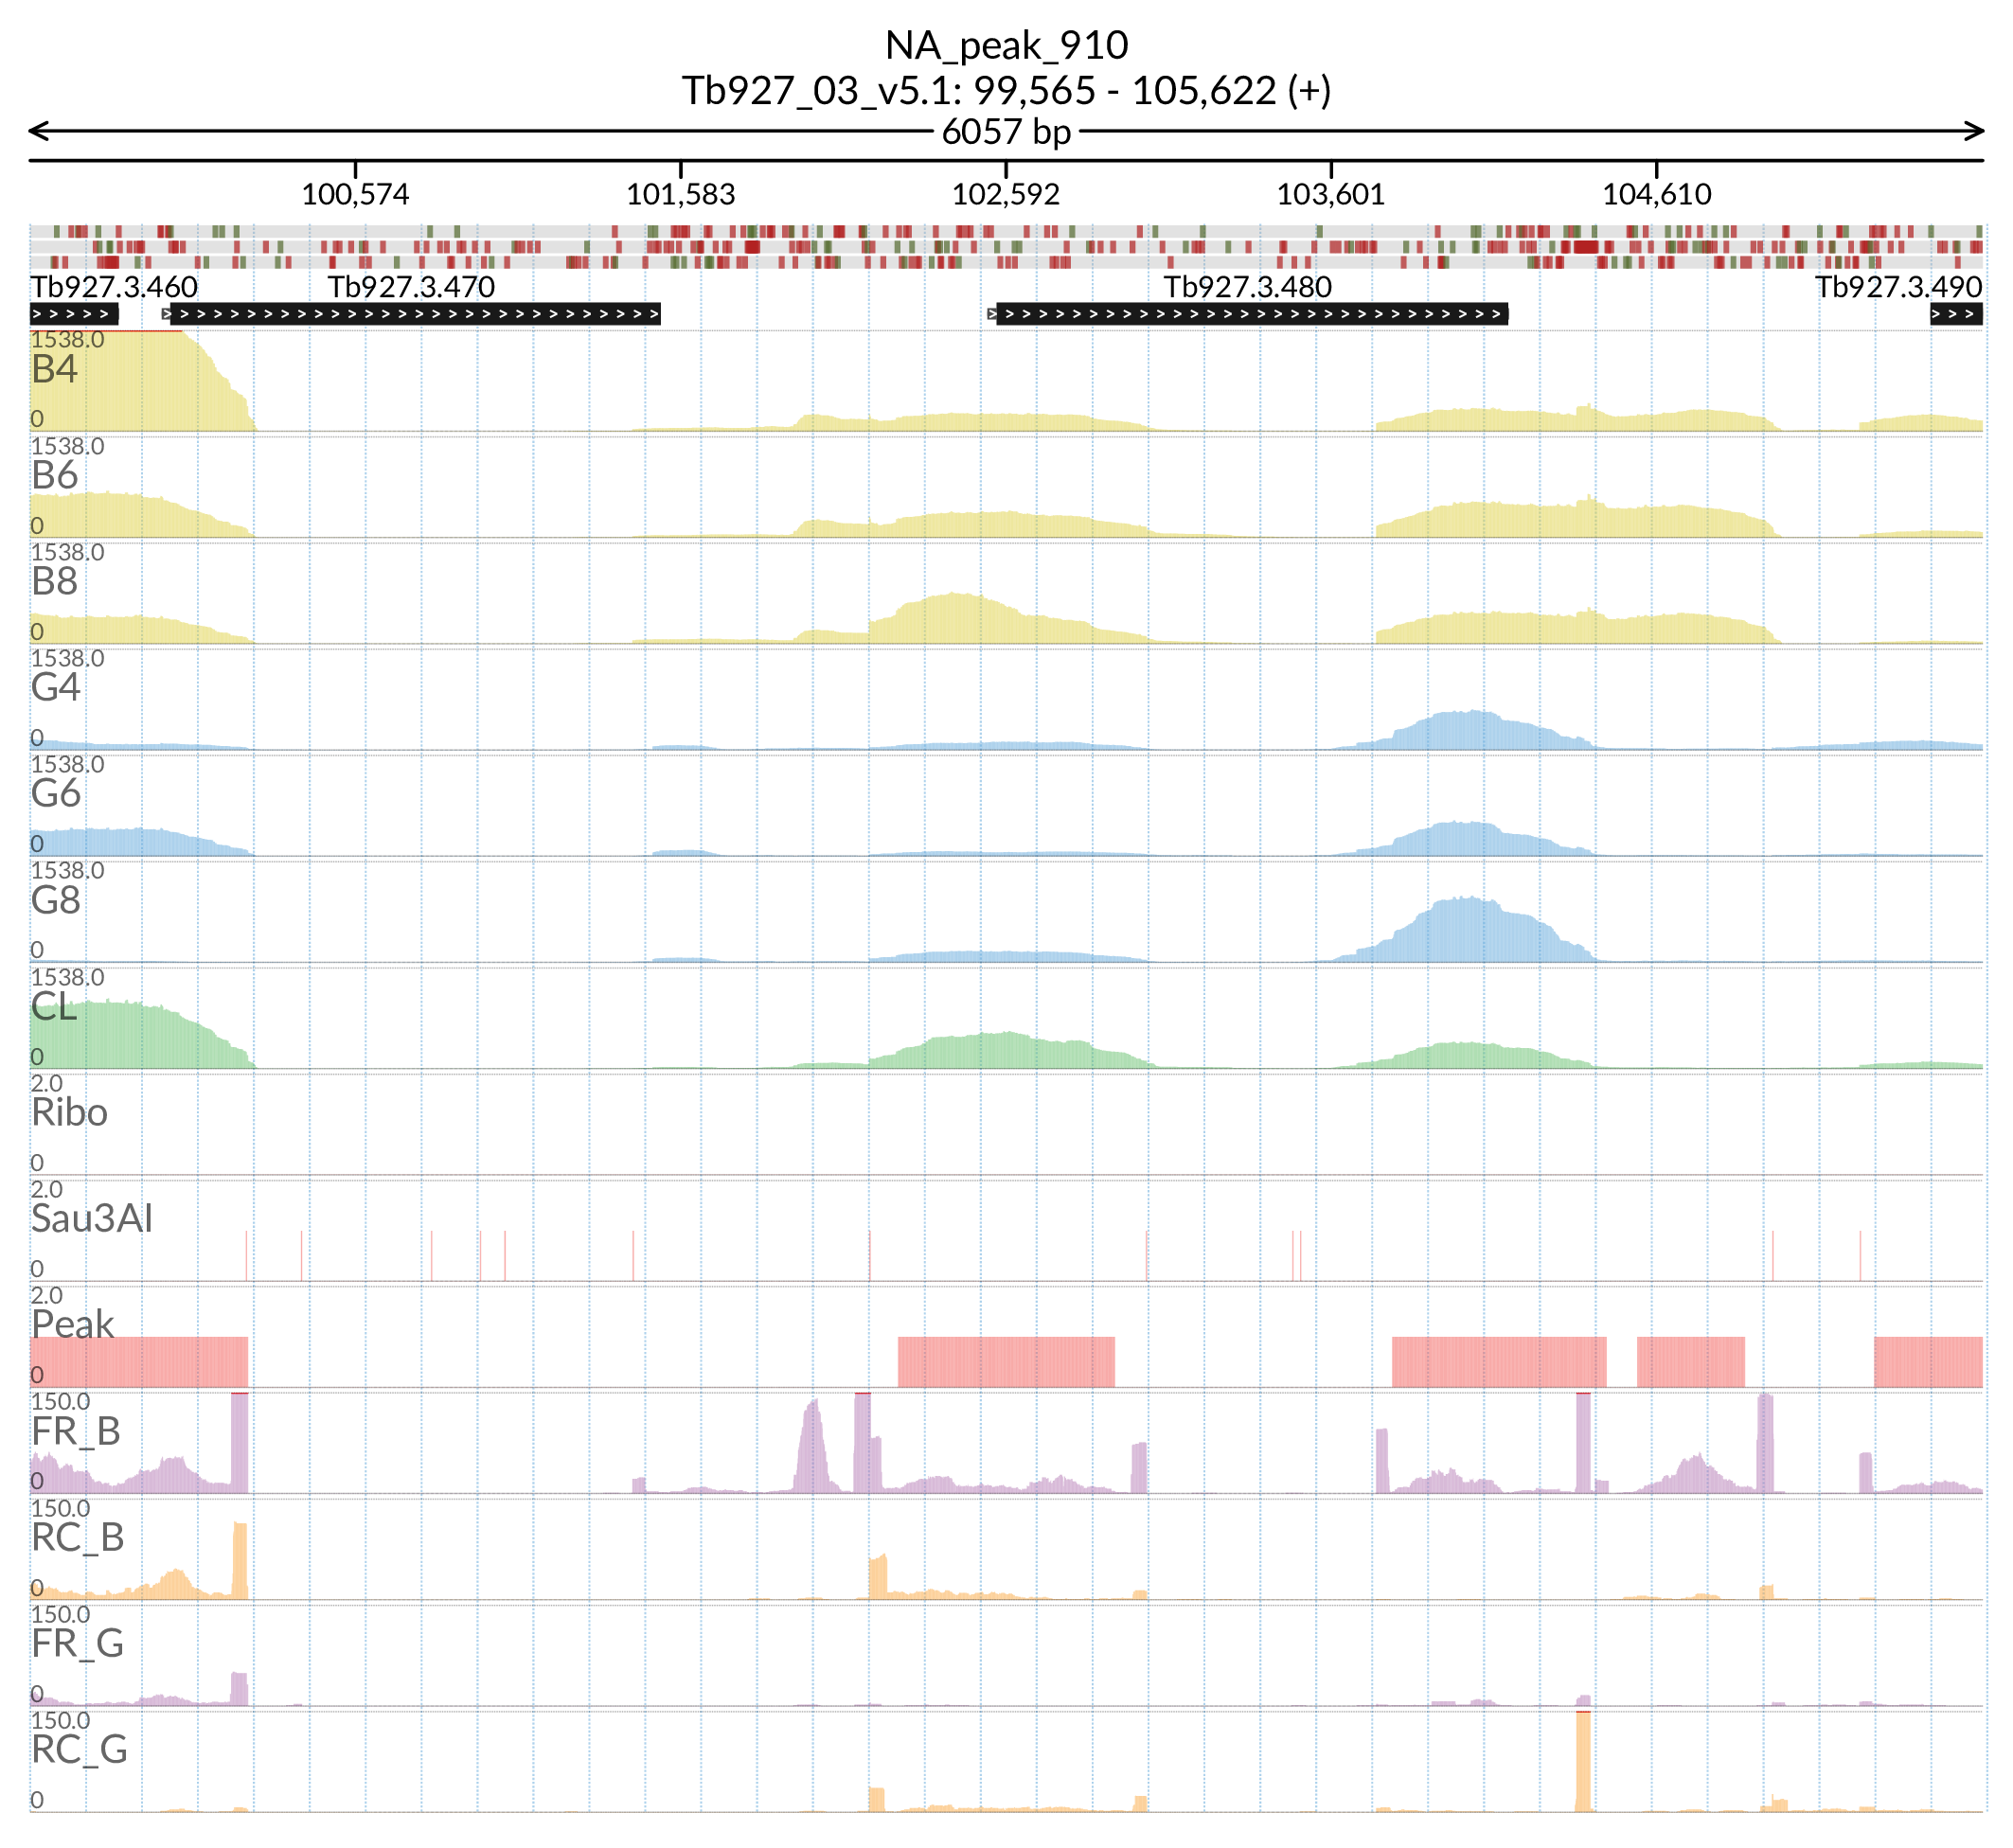 NA_peak_910
Tb927_03_v5.1: 99,565 - 105,622 (+)
6057 bp
100,574 101,583 102,592 103,601 104,610
Tb927.3.460 Tb927.3.470 Tb927.3.480 Tb927.3.490
1538.0
B4
0
1538.0
B6
0
1538.0
B8
0
1538.0
G4
0
1538.0
G6
0
1538.0
G8
0
1538.0
CL
0
2.0
Ribo
0
2.0
Sau3AI
0
2.0
Peak
0
150.0
FR_B
0
150.0
RC_B
0
150.0
FR_G
0
150.0
RC_G
0